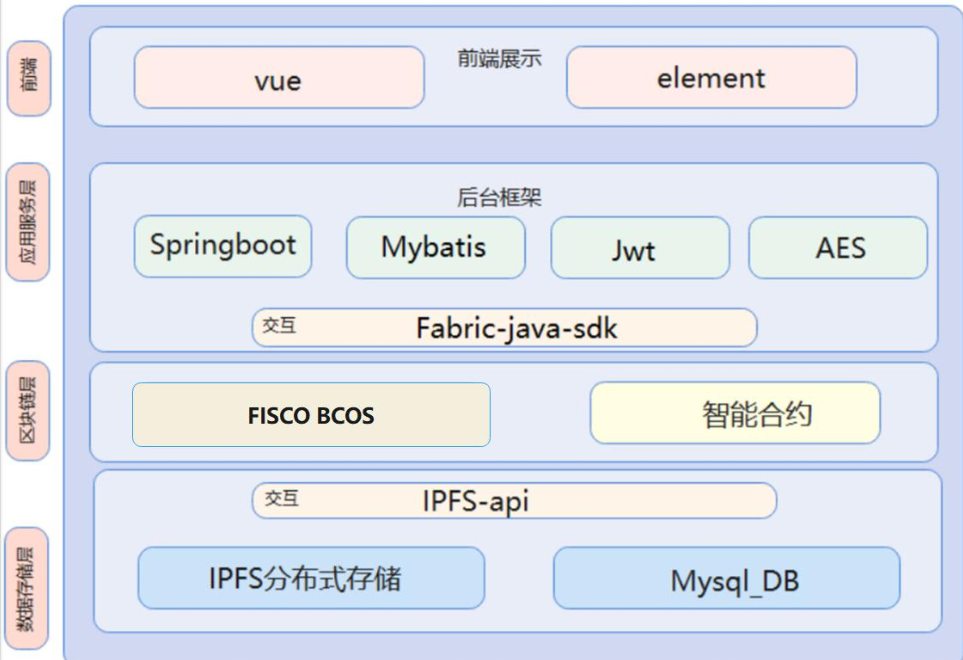 前端
前端展示
vue
element
应用服务层
后台框架
Springboot
Mybatis
Jwt
AES
交互
Fabric-java-sdk
区块链层
FISCO BCOS
智能合约
交互
IPFS-api
数据存储层
IPFS分布式存储
Mysql_DB